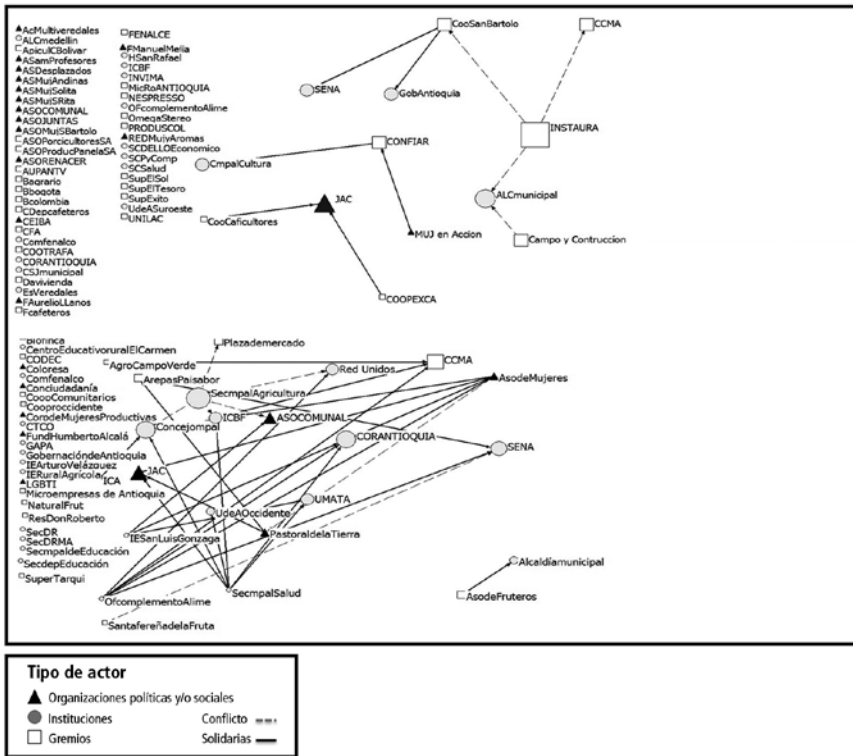 AcMultiveredales
ALCmedellin
ApiculCBolivar
ASamProfesores
ASDesplazados
ASMujAndinas
ASMujSolita
ASMujSRita
ASOCOMUNAL
ASOJUNTAS
ASOMujSBartolo
ASOPorcicultoresSA
ASOProducPanelaSA
ASORENACER
AUPANTV
Bagrario
Bbogota
Bcolombia
CDepcafeteros
CEIBA
CFA
Comfenalco
COOTRAFA
CORANTIOQUIA
CSJmunicipal
Davivienda
EsVeredales
FAurelioLLanos
Fcafeteros
FENALCE
FManuelMejia
HSanRafael
ICBF
INVIMA
MicRoANTIOQUIA
NESPRESSO
OFcomplementoAlime
OmegaStereo
PRODUSCOL
REDMujyAromas
SCDELLOEconomico
SCPyComp
SCSalud
SupElSol
SupElTesoro
SupExito
UdeASuroeste
UNILAC
CooSanBartolo
CCMA
SENA
GobAntioquia
INSTAURA
CONFIAR
CmpalCultura
ALCmunicipal
JAC
CooCaficultores
MUJ en Accion
Campo y Contruccion
COOPEXCA
Biofinca
CentroEducativoruralElCarmen
CODEC
Coloresa
Comfenalco
Conciudadanía
CoooComunitarios
Cooproccidente
CorodeMujeresProductivas
CTCO
FundHumbertoAlcalá
GAPA
GobernacióndeAntioquia
IEArturoVelázquez
IERuralAgrícola
LGBTI
Microempresas de Antioquia
NaturalFrut
ResDonRoberto
SecDR
SecDRMA
SecmpaldeEducación
SecdepEducación
SuperTarqui
Plazademercado
AgroCampoVerde
CCMA
Red Unidos
ArepasPaisabor
AsodeMujeres
SecmpalAgricultura
ICBF
ASOCOMUNAL
Concejompal
CORANTIOQUIA
SENA
JAC
ICA
UMATA
UdeAOccidente
IESanLuisGonzaga
PastoraldelaTierra
Alcaldíamunicipal
SecmpalSalud
AsodeFruteros
OfcomplementoAlime
SantafereñadelaFruta
Tipo de actor
Organizaciones políticas y/o sociales
Instituciones
Conflicto
Gremios
Solidarias